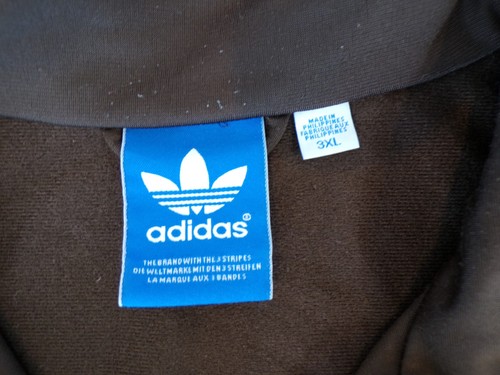 adidas®
THE BRAND WITH THE 3 STRIPES
DIE WELTMARKE MIT DEN 3 STREIFEN
LA MARQUE AUX 3 BANDES
MADE IN
PHILIPPINES
FABRIQUE AUX
PHILIPPINES
3XL